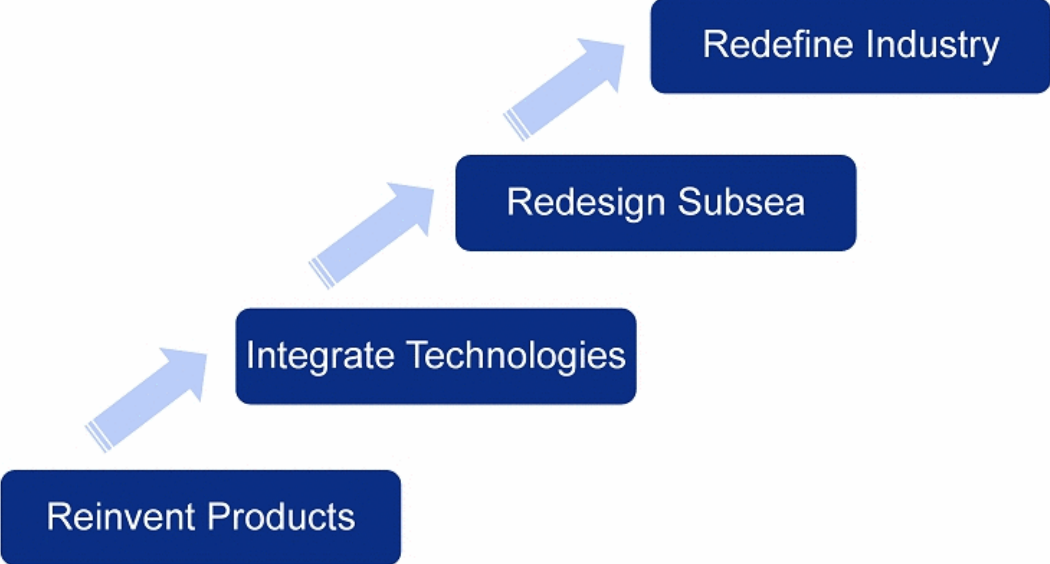 Redefine Industry
Redesign Subsea
Integrate Technologies
Reinvent Products